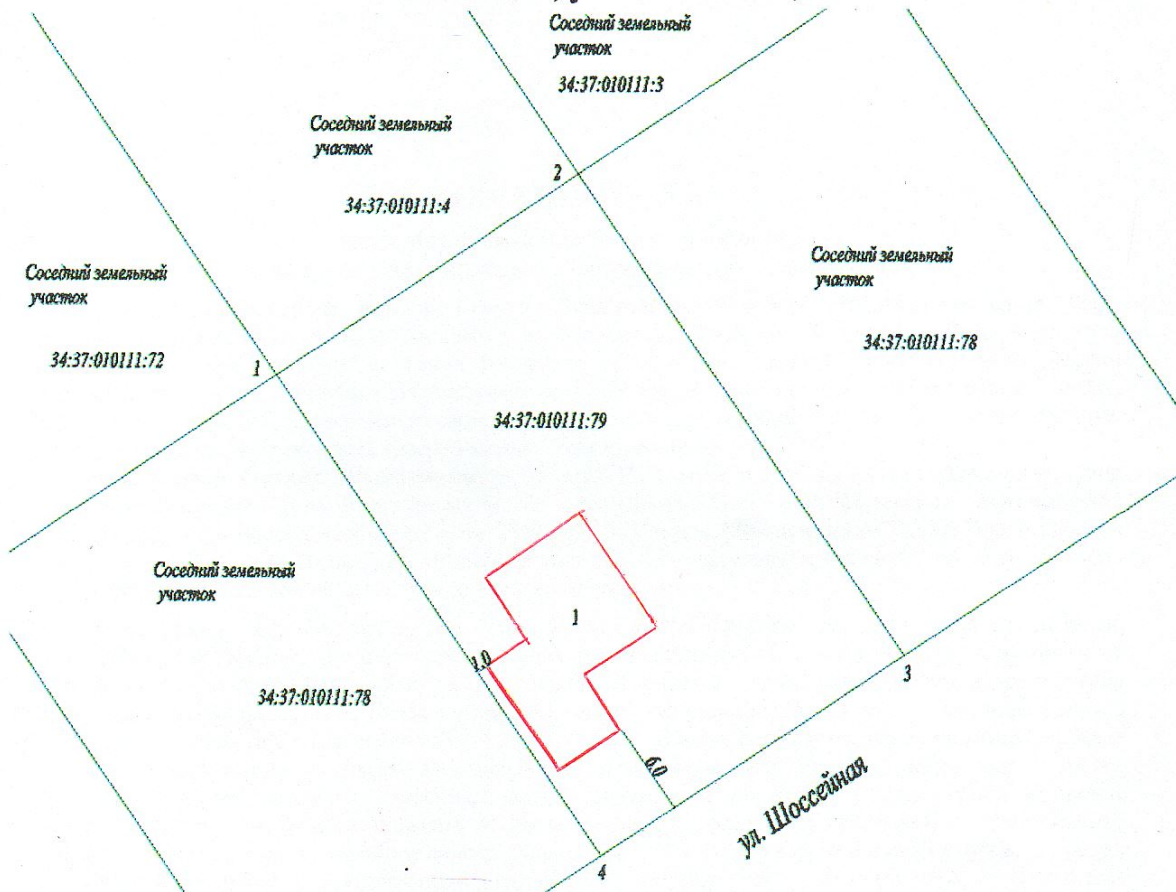 Соседний земельный
участок
34:37:010111:3
Соседний земельный
участок
34:37:010111:4
2
Соседний земельный
участок
34:37:010111:78
Соседний земельный
участок
34:37:010111:72
1
34:37:010111:79
Соседний земельный
участок
34:37:010111:78
1
1.0
3
6.0
ул. Шоссейная
4